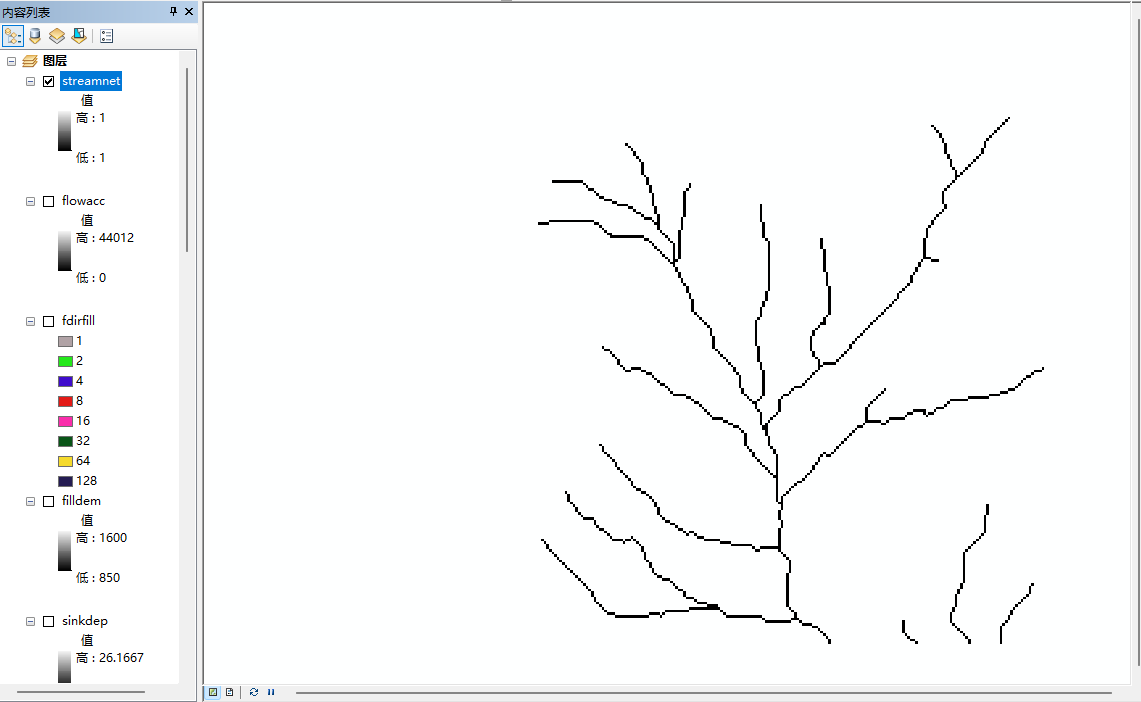 内容列表
图层
streamnet
值
高 : 1
低 : 1
flowacc
值
高 : 44012
低 : 0
fdirfill
1
2
4
8
16
32
64
128
filldem
值
高 : 1600
低 : 850
sinkdep
值
高 : 26.1667